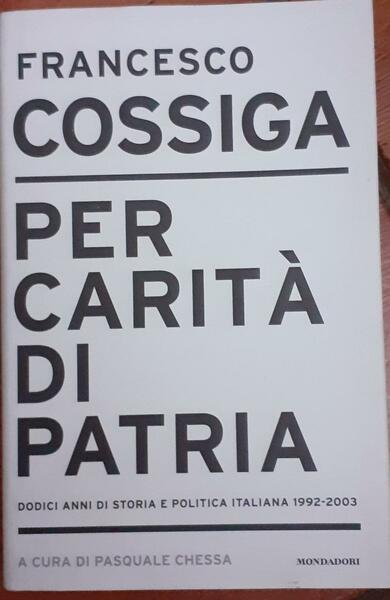 FRANCESCO
COSSIGA
PER
CARITÀ
DI
PATRIA
DODICI ANNI DI STORIA E POLITICA ITALIANA 1992-2003
A CURA DI PASQUALE CHESSA
MONDADORI